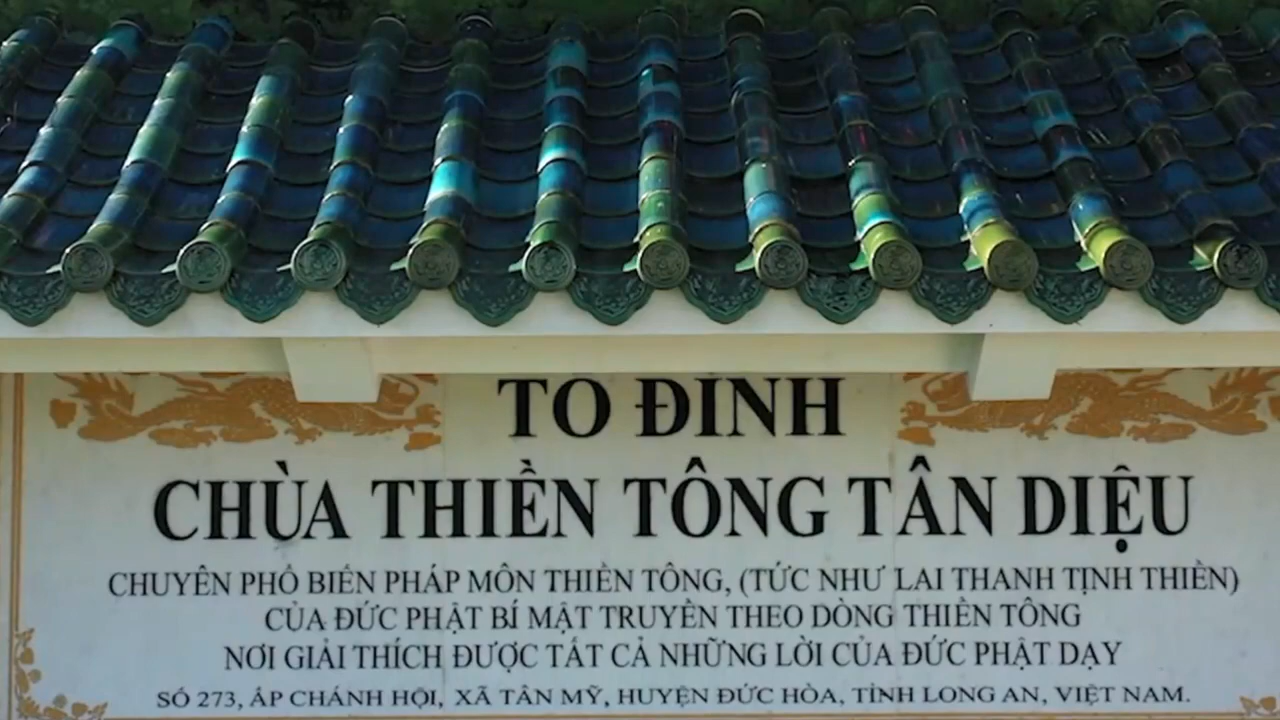 TO ĐINH
CHÙA THIỀN TÔNG TÂN DIỆU
CHUYÊN PHỔ BIẾN PHÁP MÔN THIỀN TÔNG, (TỨC NHƯ LAI THANH TỊNH THIỀN)
CỦA ĐỨC PHẬT BÍ MẬT TRUYỀN THEO DÒNG THIỀN TÔNG
NƠI GIẢI THÍCH ĐƯỢC TẤT CẢ NHỮNG LỜI CỦA ĐỨC PHẬT DẠY
SỐ 273, ẤP CHÁNH HỘI, XÃ TÂN MỸ, HUYỆN ĐỨC HÒA, TỈNH LONG AN, VIỆT NAM.